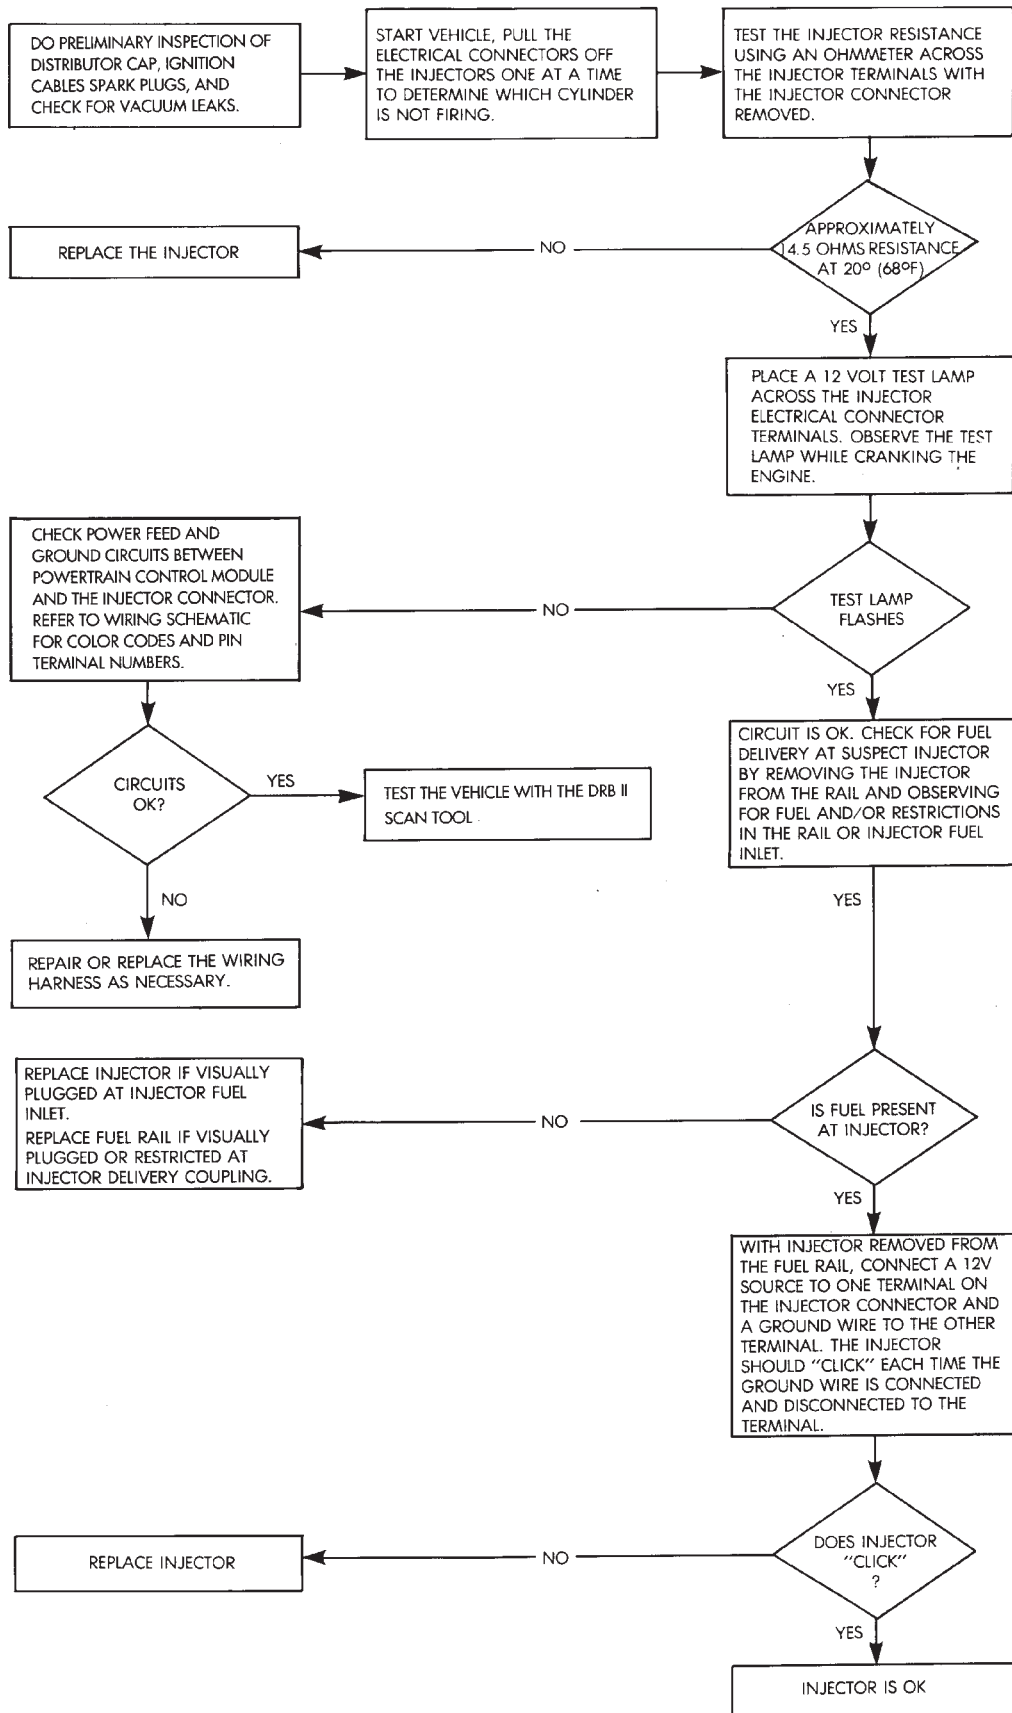 DO PRELIMINARY INSPECTION OF
DISTRIBUTOR CAP, IGNITION
CABLES SPARK PLUGS, AND
CHECK FOR VACUUM LEAKS.
START VEHICLE, PULL THE
ELECTRICAL CONNECTORS OFF
THE INJECTORS ONE AT A TIME
TO DETERMINE WHICH CYLINDER
IS NOT FIRING.
TEST THE INJECTOR RESISTANCE
USING AN OHMMETER ACROSS
THE INJECTOR TERMINALS WITH
THE INJECTOR CONNECTOR
REMOVED.
APPROXIMATELY
14.5 OHMS RESISTANCE
AT 20° (68°F)
NO
REPLACE THE INJECTOR
YES
PLACE A 12 VOLT TEST LAMP
ACROSS THE INJECTOR
ELECTRICAL CONNECTOR
TERMINALS. OBSERVE THE TEST
LAMP WHILE CRANKING THE
ENGINE.
TEST LAMP
FLASHES
NO
CHECK POWER FEED AND
GROUND CIRCUITS BETWEEN
POWERTRAIN CONTROL MODULE
AND THE INJECTOR CONNECTOR.
REFER TO WIRING SCHEMATIC
FOR COLOR CODES AND PIN
TERMINAL NUMBERS.
CIRCUITS
OK?
YES
TEST THE VEHICLE WITH THE DRB II
SCAN TOOL
NO
REPAIR OR REPLACE THE WIRING
HARNESS AS NECESSARY.
YES
CIRCUIT IS OK. CHECK FOR FUEL
DELIVERY AT SUSPECT INJECTOR
BY REMOVING THE INJECTOR
FROM THE RAIL AND OBSERVING
FOR FUEL AND/OR RESTRICTIONS
IN THE RAIL OR INJECTOR FUEL
INLET.
YES
IS FUEL PRESENT
AT INJECTOR?
NO
REPLACE INJECTOR IF VISUALLY
PLUGGED AT INJECTOR FUEL
INLET.
REPLACE FUEL RAIL IF VISUALLY
PLUGGED OR RESTRICTED AT
INJECTOR DELIVERY COUPLING.
YES
WITH INJECTOR REMOVED FROM
THE FUEL RAIL, CONNECT A 12V
SOURCE TO ONE TERMINAL ON
THE INJECTOR CONNECTOR AND
A GROUND WIRE TO THE OTHER
TERMINAL. THE INJECTOR
SHOULD "CLICK" EACH TIME THE
GROUND WIRE IS CONNECTED
AND DISCONNECTED TO THE
TERMINAL.
DOES INJECTOR
"CLICK"
?
NO
REPLACE INJECTOR
YES
INJECTOR IS OK